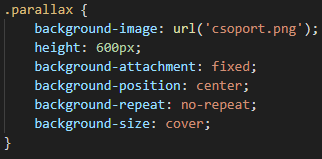 .parallax {
    background-image: url('csoport.png');
    height: 600px;
    background-attachment: fixed;
    background-position: center;
    background-repeat: no-repeat;
    background-size: cover;
}